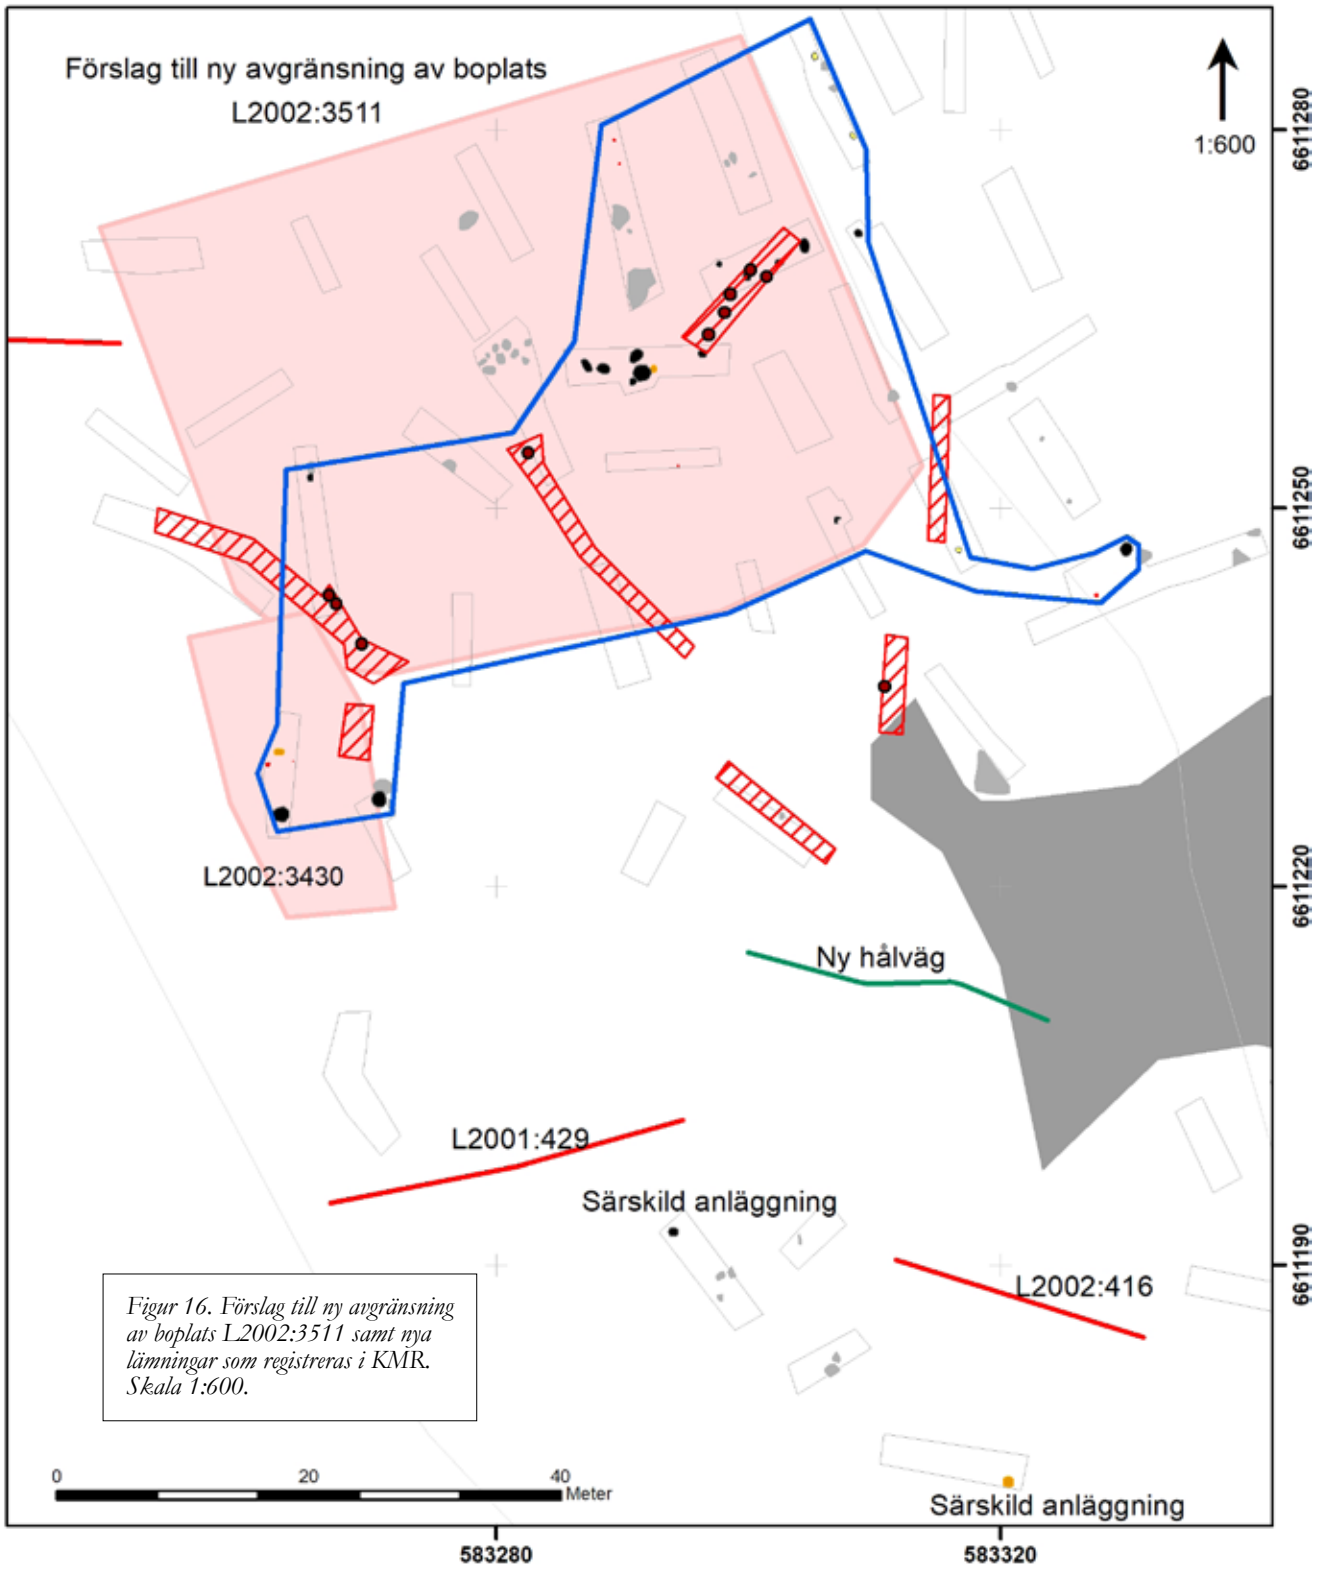 Förslag till ny avgränsning av boplats
L2002:3511
1:600
6611280
6611250
L2002:3430
6611220
Ny hålväg
L2001:429
Särskild anläggning
6611190
L2002:416
Figur 16. Förslag till ny avgränsning
av boplats L2002:3511 samt nya
lämningar som registreras i KMR.
Skala 1:600.
0 20 40
Meter
Särskild anläggning
583280 583320